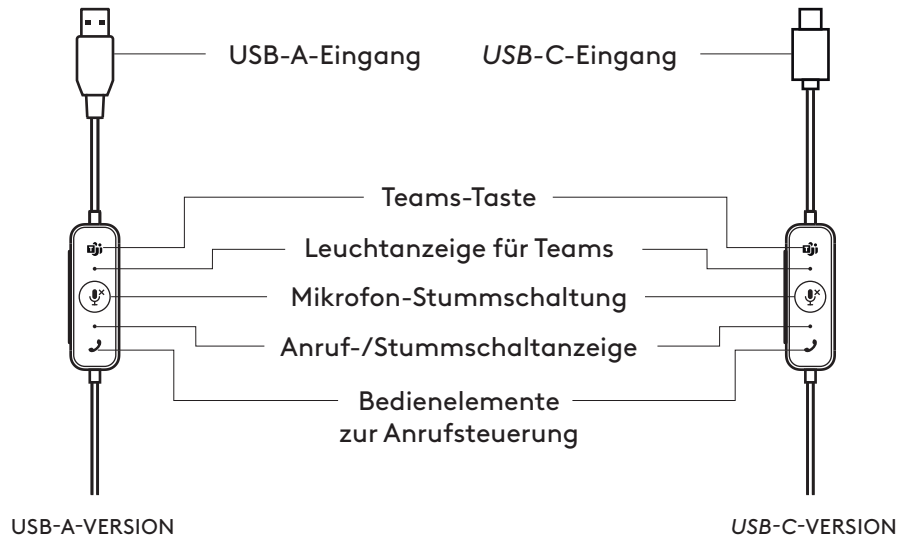 USB-A-Eingang
USB-C-Eingang
Teams-Taste
Leuchtanzeige für Teams
Mikrofon-Stummschaltung
Anruf-/Stummschaltanzeige
Bedienelemente
zur Anrufsteuerung
USB-A-VERSION
USB-C-VERSION